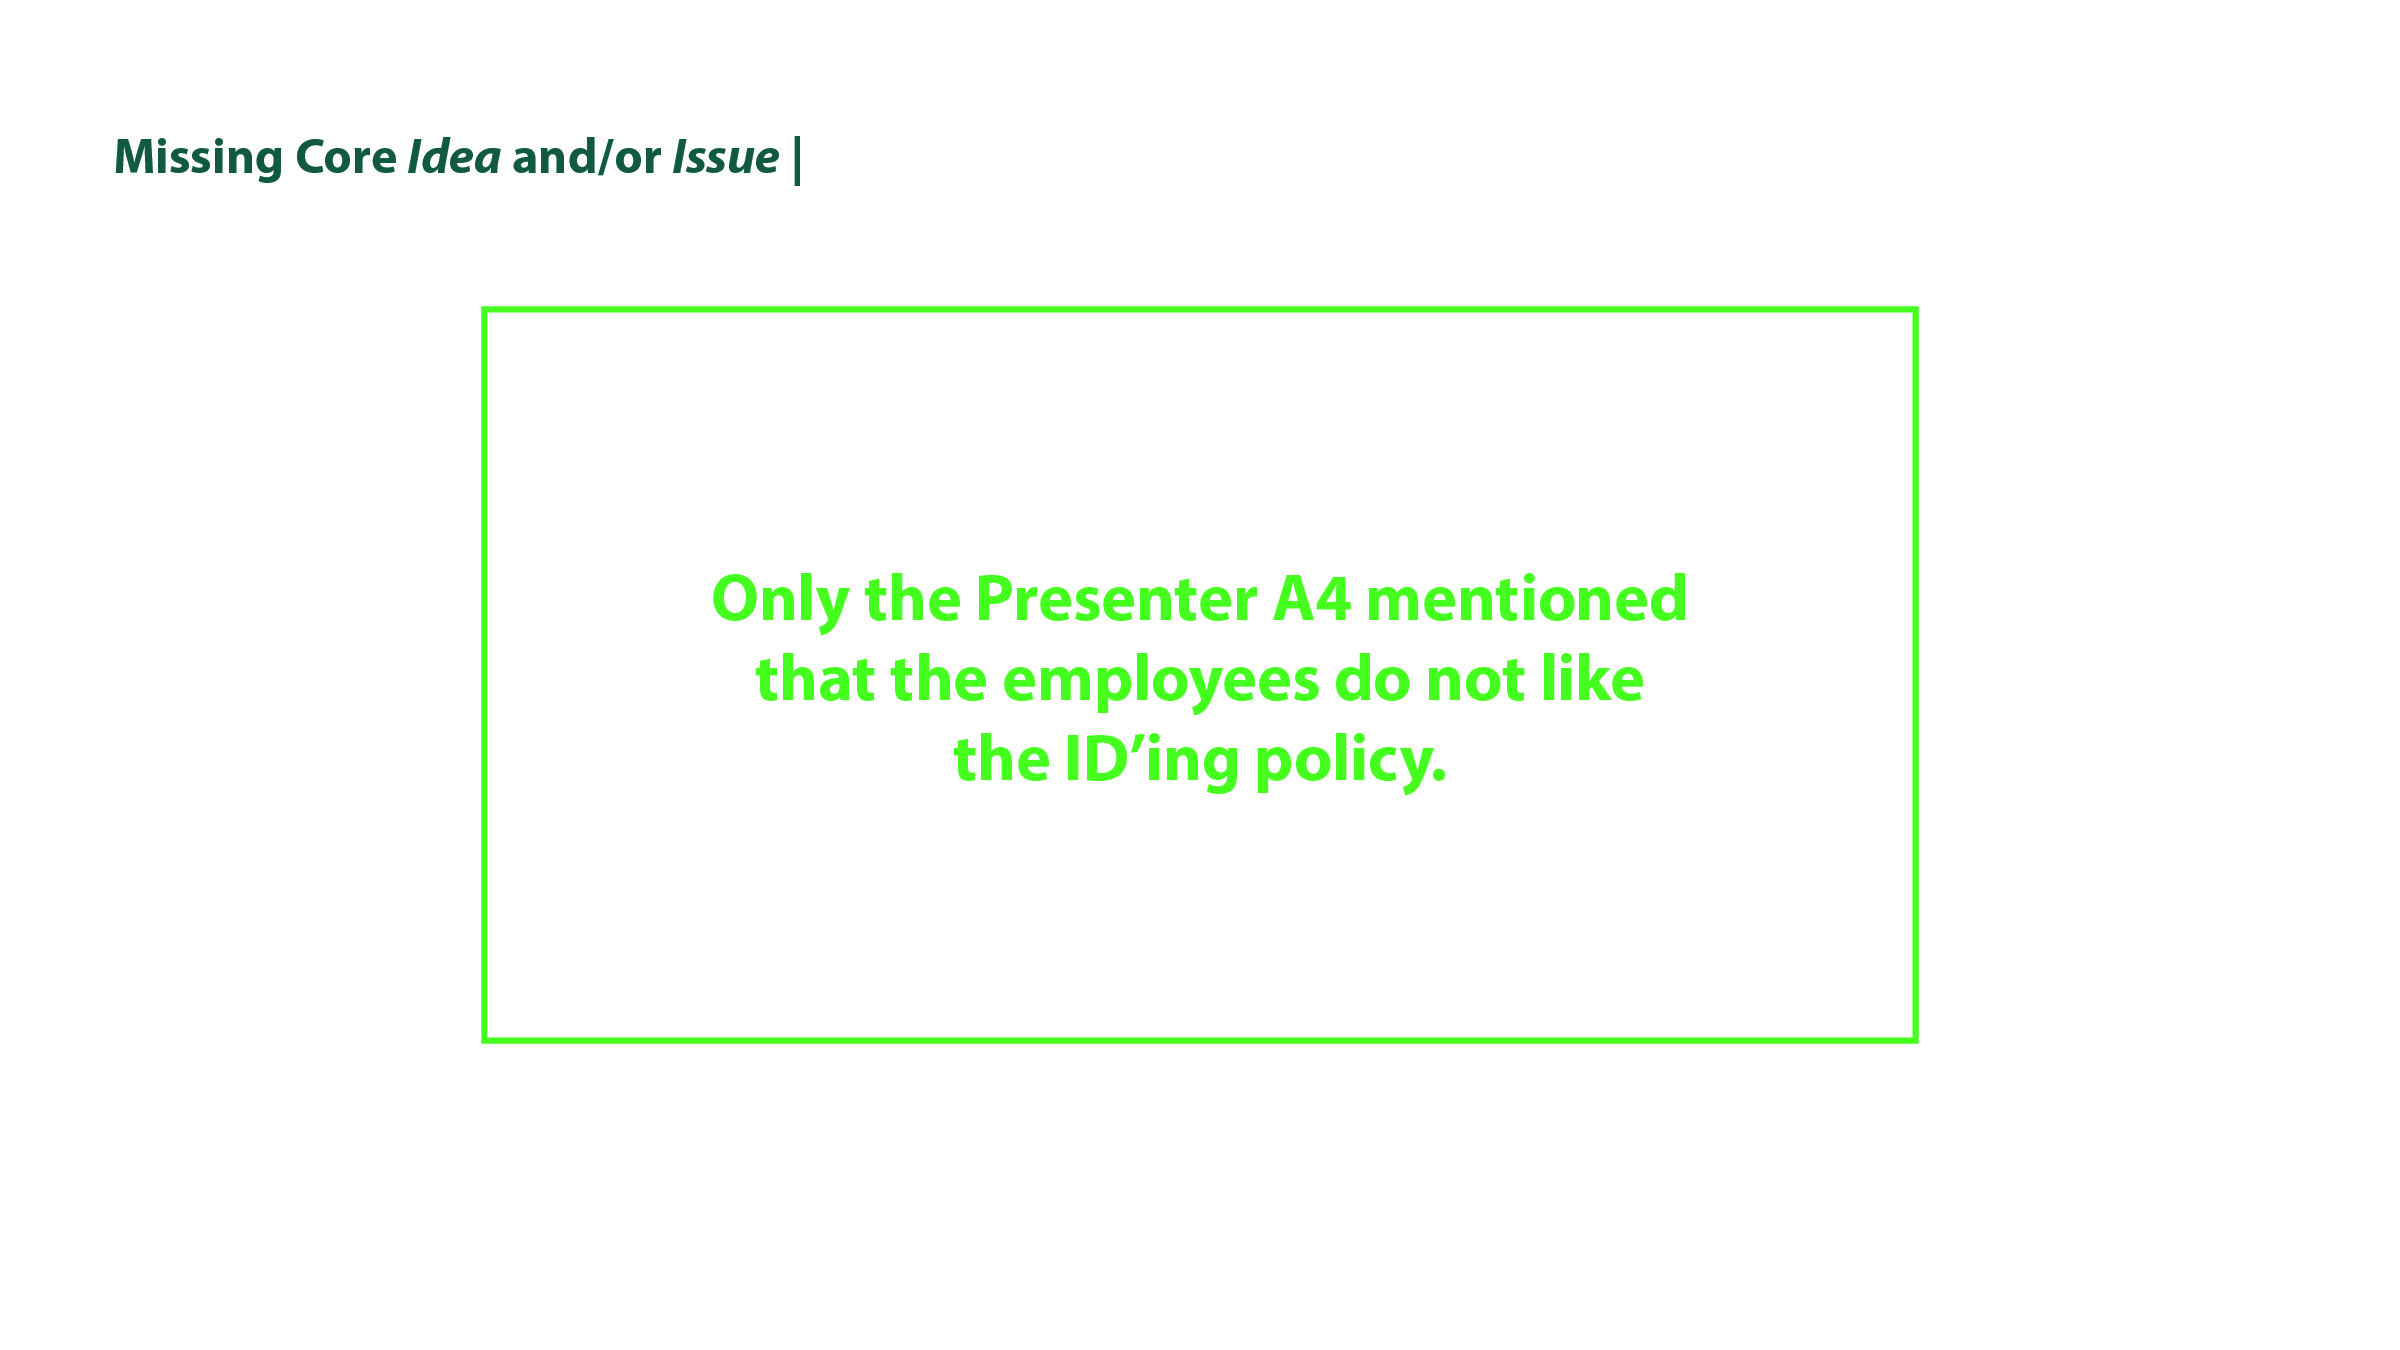 Missing Core Idea and/or Issue |
Only the Presenter A4 mentioned
that the employees do not like
the ID’ing policy.